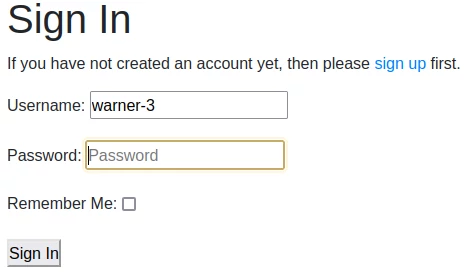 Sign In
If you have not created an account yet, then please sign up first.
Username: warner-3
Password: Password
Remember Me:
Sign In